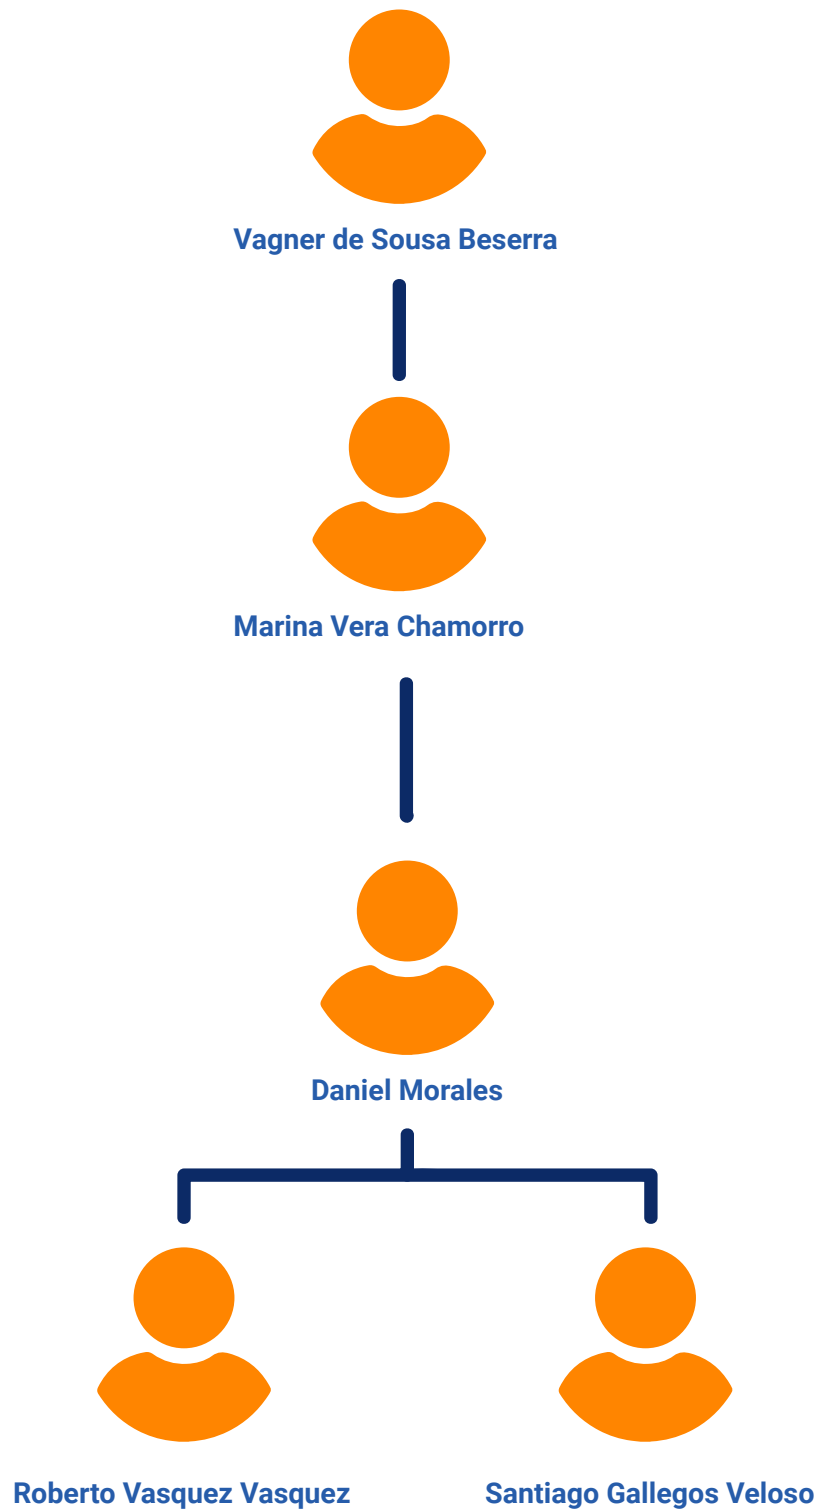 Vagner de Sousa Beserra
Marina Vera Chamorro
Daniel Morales
Roberto Vasquez Vasquez
Santiago Gallegos Veloso